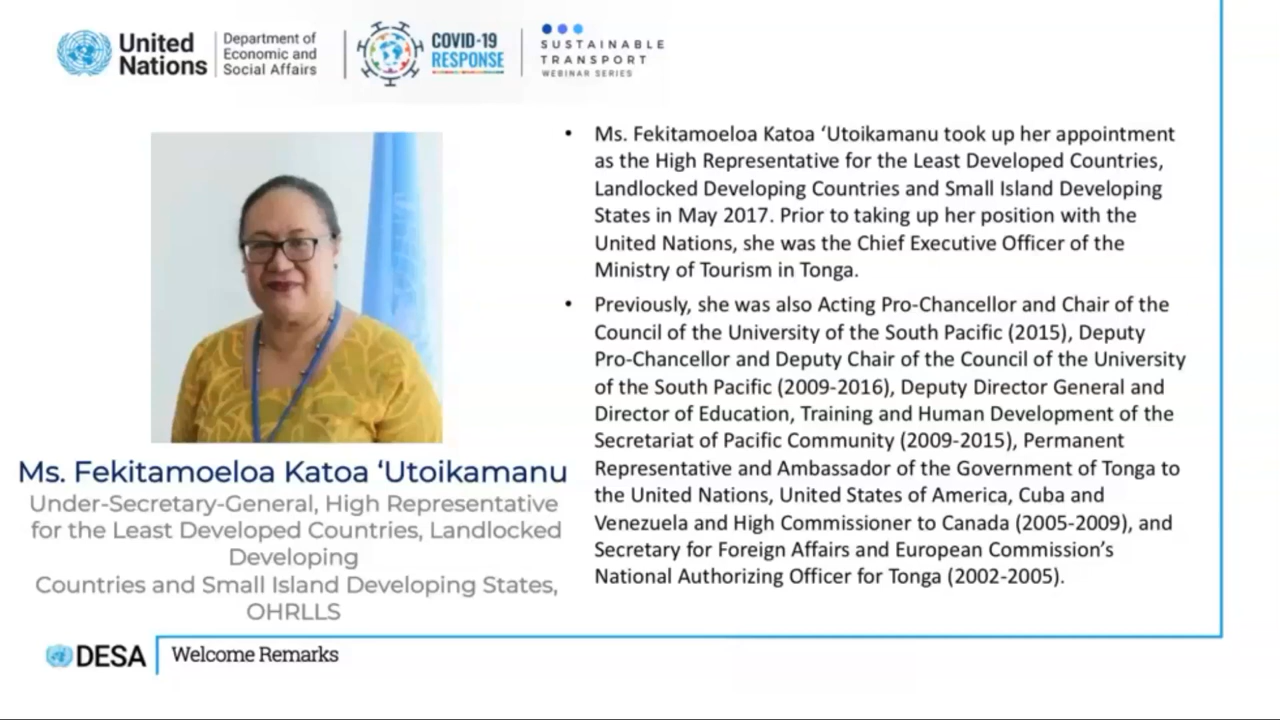 United Nations
Department of Economic and Social Affairs
COVID-19 RESPONSE
SUSTAINABLE TRANSPORT
WEBINAR SERIES
• Ms. Fekitamoeloa Katoa ‘Utoikamanu took up her appointment
as the High Representative for the Least Developed Countries,
Landlocked Developing Countries and Small Island Developing
States in May 2017. Prior to taking up her position with the
United Nations, she was the Chief Executive Officer of the
Ministry of Tourism in Tonga.
• Previously, she was also Acting Pro-Chancellor and Chair of the
Council of the University of the South Pacific (2015), Deputy
Pro-Chancellor and Deputy Chair of the Council of the University
of the South Pacific (2009-2016), Deputy Director General and
Director of Education, Training and Human Development of the
Secretariat of Pacific Community (2009-2015), Permanent
Representative and Ambassador of the Government of Tonga to
the United Nations, United States of America, Cuba and
Venezuela and High Commissioner to Canada (2005-2009), and
Secretary for Foreign Affairs and European Commission’s
National Authorizing Officer for Tonga (2002-2005).
Ms. Fekitamoeloa Katoa ‘Utoikamanu
Under-Secretary-General, High Representative
for the Least Developed Countries, Landlocked
Developing
Countries and Small Island Developing States,
OHRLLS
DESA
Welcome Remarks